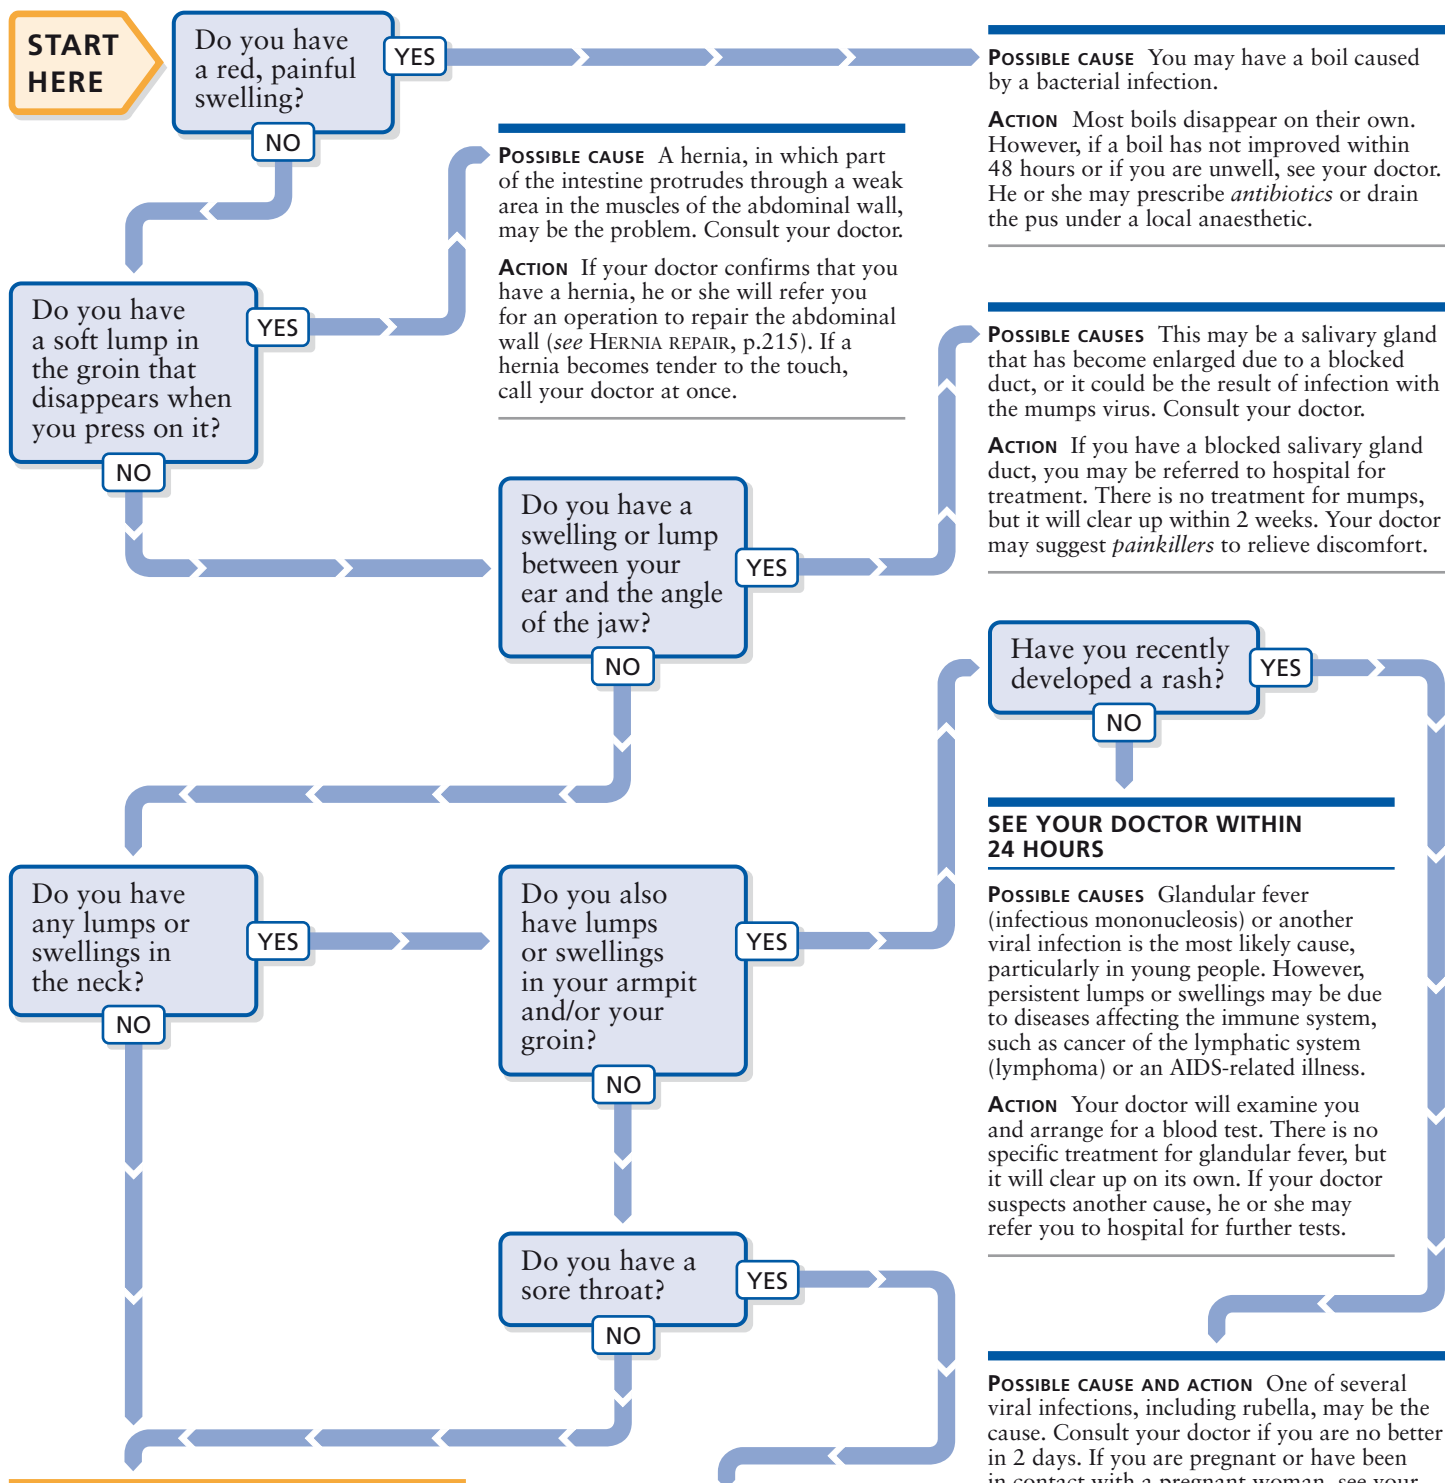 START
HERE
Do you have
a red, painful
swelling?
YES
NO
POSSIBLE CAUSE You may have a boil caused
by a bacterial infection.
ACTION Most boils disappear on their own.
However, if a boil has not improved within
48 hours or if you are unwell, see your doctor.
He or she may prescribe antibiotics or drain
the pus under a local anaesthetic.
Do you have
a soft lump in
the groin that
disappears when
you press on it?
YES
NO
POSSIBLE CAUSE A hernia, in which part
of the intestine protrudes through a weak
area in the muscles of the abdominal wall,
may be the problem. Consult your doctor.
ACTION If your doctor confirms that you
have a hernia, he or she will refer you
for an operation to repair the abdominal
wall (see HERNIA REPAIR, p.215). If a
hernia becomes tender to the touch,
call your doctor at once.
Do you have a
swelling or lump
between your
ear and the angle
of the jaw?
YES
NO
POSSIBLE CAUSES This may be a salivary gland
that has become enlarged due to a blocked
duct, or it could be the result of infection with
the mumps virus. Consult your doctor.
ACTION If you have a blocked salivary gland
duct, you may be referred to hospital for
treatment. There is no treatment for mumps,
but it will clear up within 2 weeks. Your doctor
may suggest painkillers to relieve discomfort.
Do you have
any lumps or
swellings in
the neck?
YES
NO
Do you also
have lumps
or swellings
in your armpit
and/or your
groin?
YES
NO
Have you recently
developed a rash?
YES
NO
SEE YOUR DOCTOR WITHIN
24 HOURS
POSSIBLE CAUSES Glandular fever
(infectious mononucleosis) or another
viral infection is the most likely cause,
particularly in young people. However,
persistent lumps or swellings may be due
to diseases affecting the immune system,
such as cancer of the lymphatic system
(lymphoma) or an AIDS-related illness.
ACTION Your doctor will examine you
and arrange for a blood test. There is no
specific treatment for glandular fever, but
it will clear up on its own. If your doctor
suspects another cause, he or she may
refer you to hospital for further tests.
Do you have a
sore throat?
YES
NO
POSSIBLE CAUSE AND ACTION One of several
viral infections, including rubella, may be the
cause. Consult your doctor if you are no better
in 2 days. If you are pregnant or have been
in contact with a pregnant woman, see your